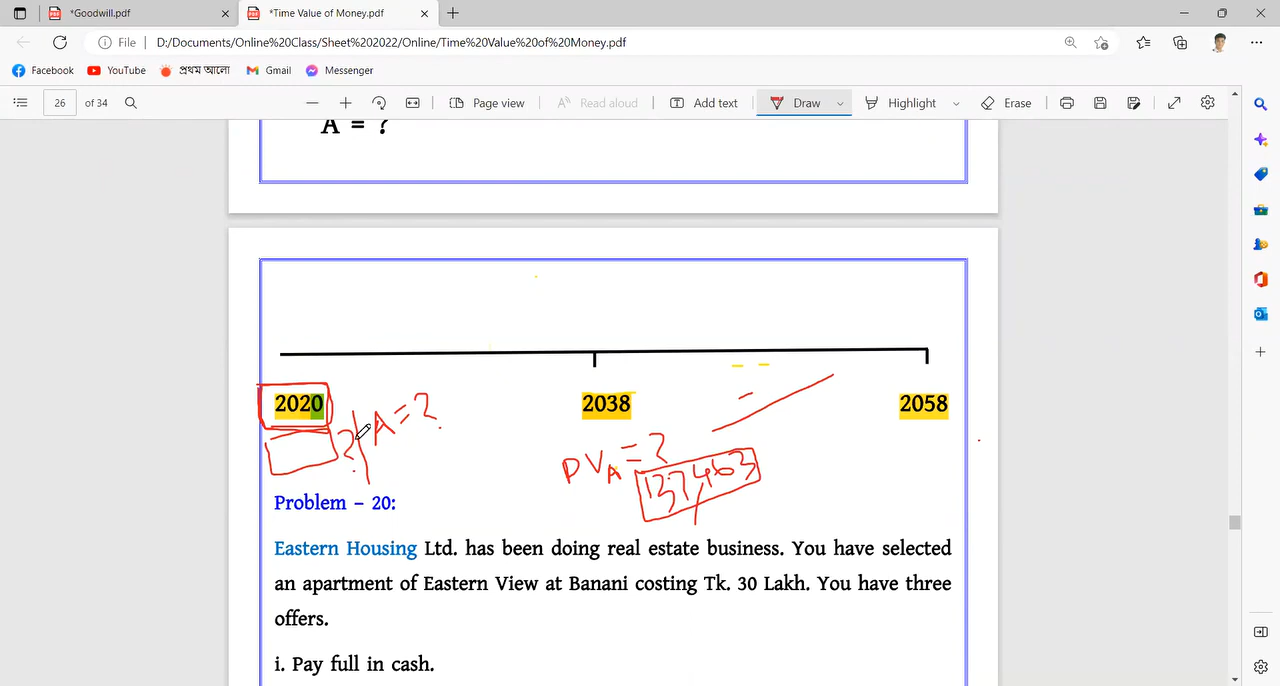 *Goodwill.pdf
*Time Value of Money.pdf
File
D:/Documents/Online%20Class/Sheet%202022/Online/Time%20Value%20of%20Money.pdf
Facebook YouTube প্রথম আলো Gmail Messenger
26 of 34 Page view Read aloud Add text Draw Highlight Erase
A = ?
2020 2038 2058
? A = ?
PVA = ?
137,463
Problem – 20:
Eastern Housing Ltd. has been doing real estate business. You have selected
an apartment of Eastern View at Banani costing Tk. 30 Lakh. You have three
offers.
i. Pay full in cash.